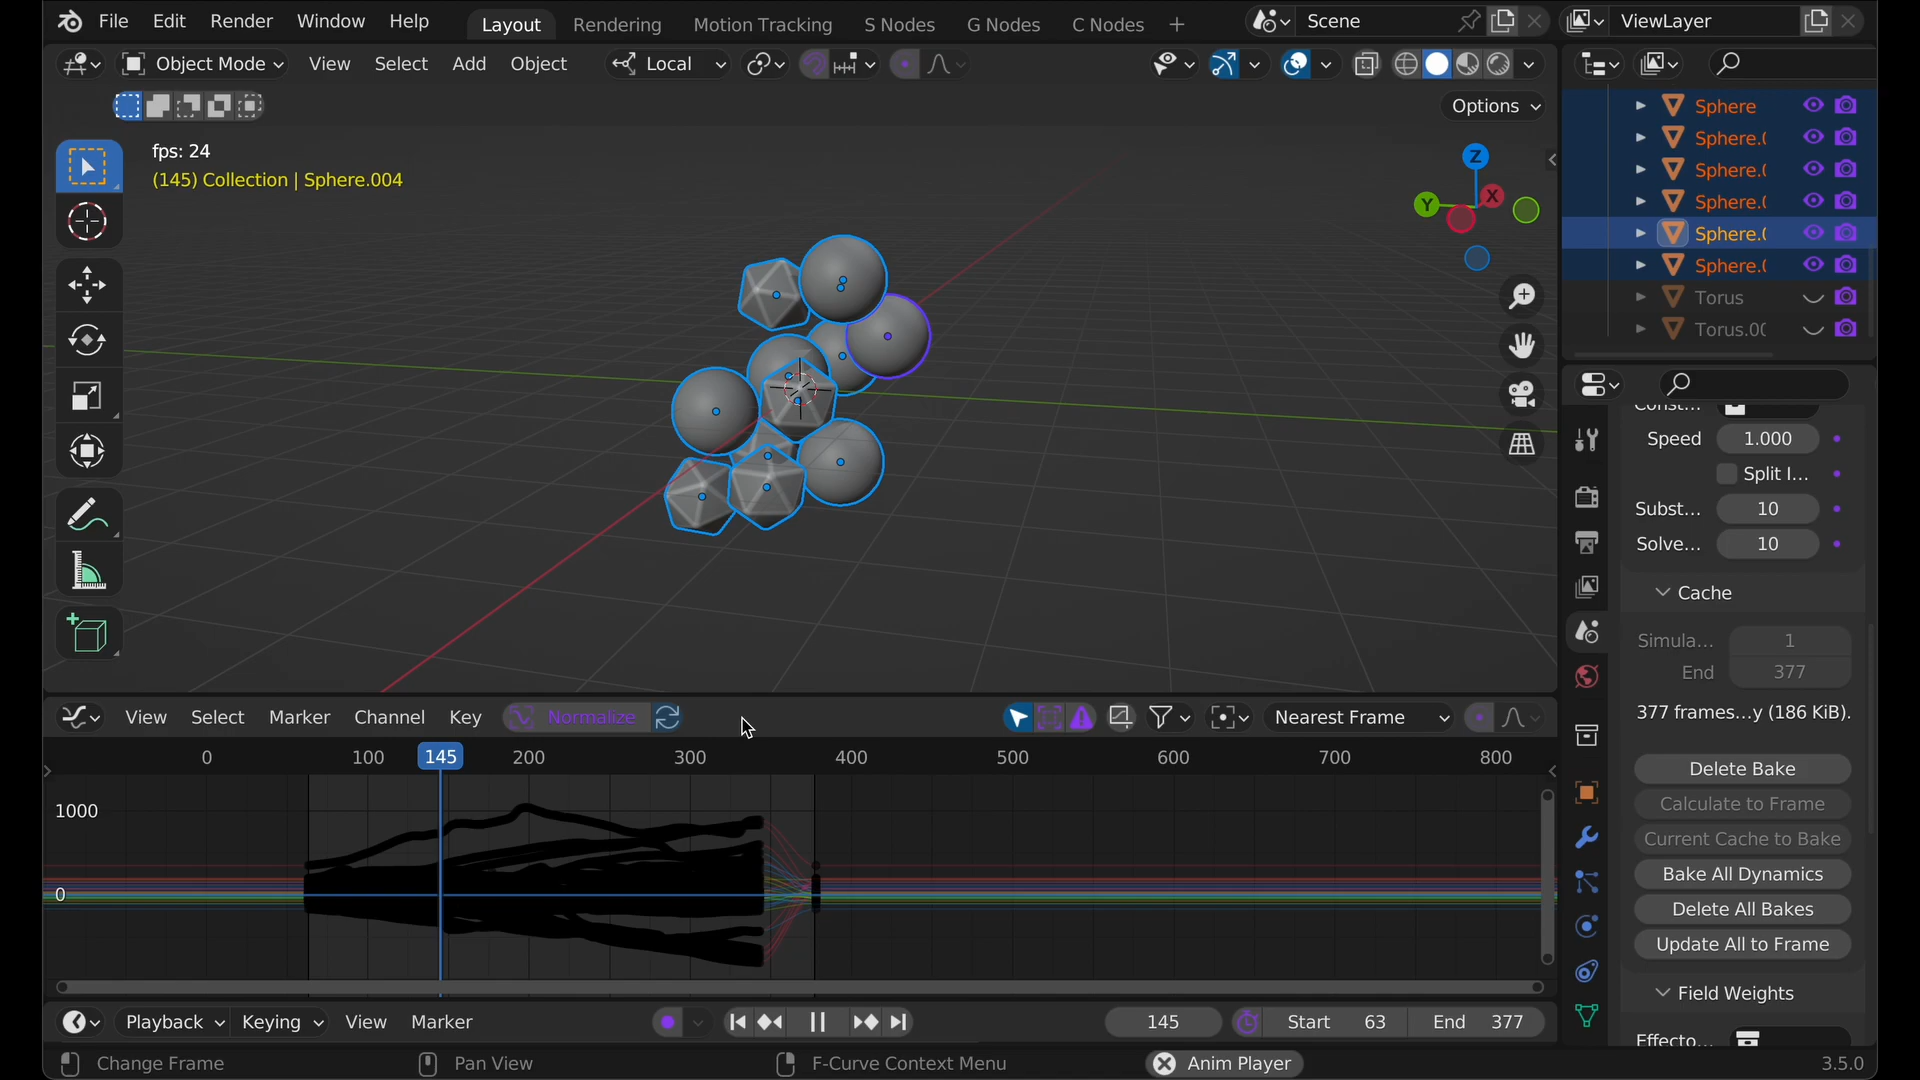 File Edit Render Window Help Layout Rendering Motion Tracking S Nodes G Nodes C Nodes + Scene ViewLayer
Object Mode View Select Add Object Local
Options
fps: 24
(145) Collection | Sphere.004
Z
X
Y
Sphere
Sphere.0
Sphere.0
Sphere.0
Sphere.0
Sphere.0
Torus
Torus.00
Speed 1.000
Split I...
Subst... 10
Solve... 10
Cache
Simula... 1
End 377
377 frames...y (186 KiB).
Delete Bake
Calculate to Frame
Current Cache to Bake
Bake All Dynamics
Delete All Bakes
Update All to Frame
Field Weights
Effecto...
View Select Marker Channel Key Normalize Nearest Frame
0 100 145 200 300 400 500 600 700 800
1000
0
Playback Keying View Marker 145 Start 63 End 377
Change Frame Pan View F-Curve Context Menu Anim Player 3.5.0